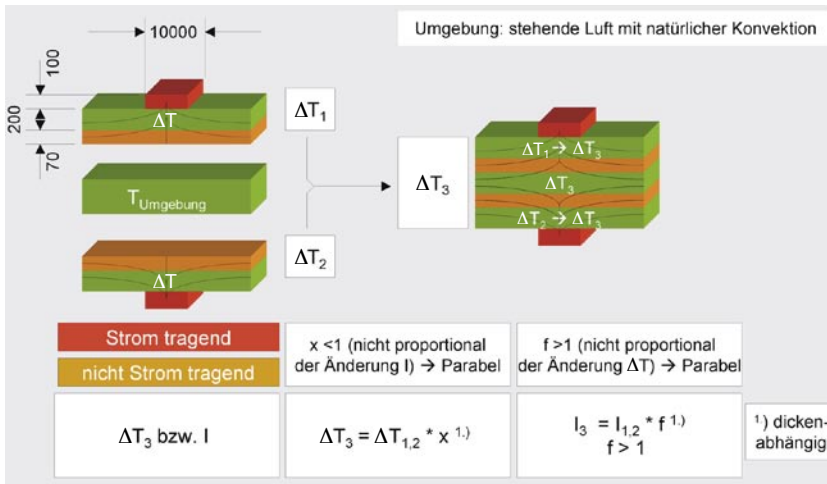 10000
Umgebung: stehende Luft mit natürlicher Konvektion
100
200
70
ΔT
ΔT₁
T_Umgebung
ΔT₃
ΔT₁ → ΔT₃
ΔT₃
ΔT₂ → ΔT₃
ΔT
ΔT₂
Strom tragend
nicht Strom tragend
x <1 (nicht proportional
der Änderung I) → Parabel
f >1 (nicht proportional
der Änderung ΔT) → Parabel
ΔT₃ bzw. I
ΔT₃ = ΔT₁,₂ * x ¹·⁾
I₃ = I₁,₂ * f ¹·⁾
f > 1
¹·⁾ dicken-
abhängig